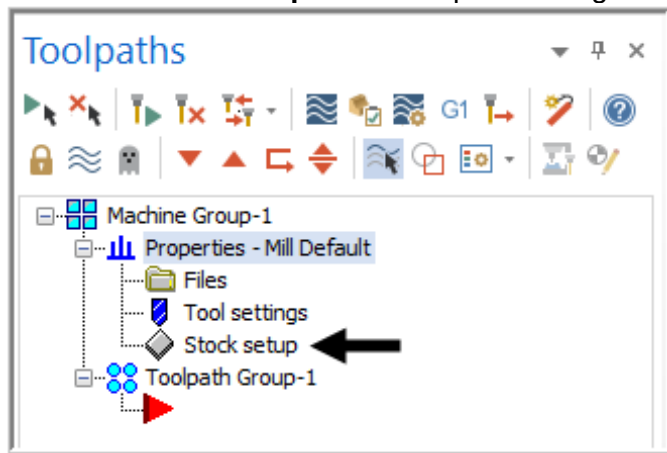 Toolpaths
G1
Machine Group-1
Properties - Mill Default
Files
Tool settings
Stock setup
Toolpath Group-1